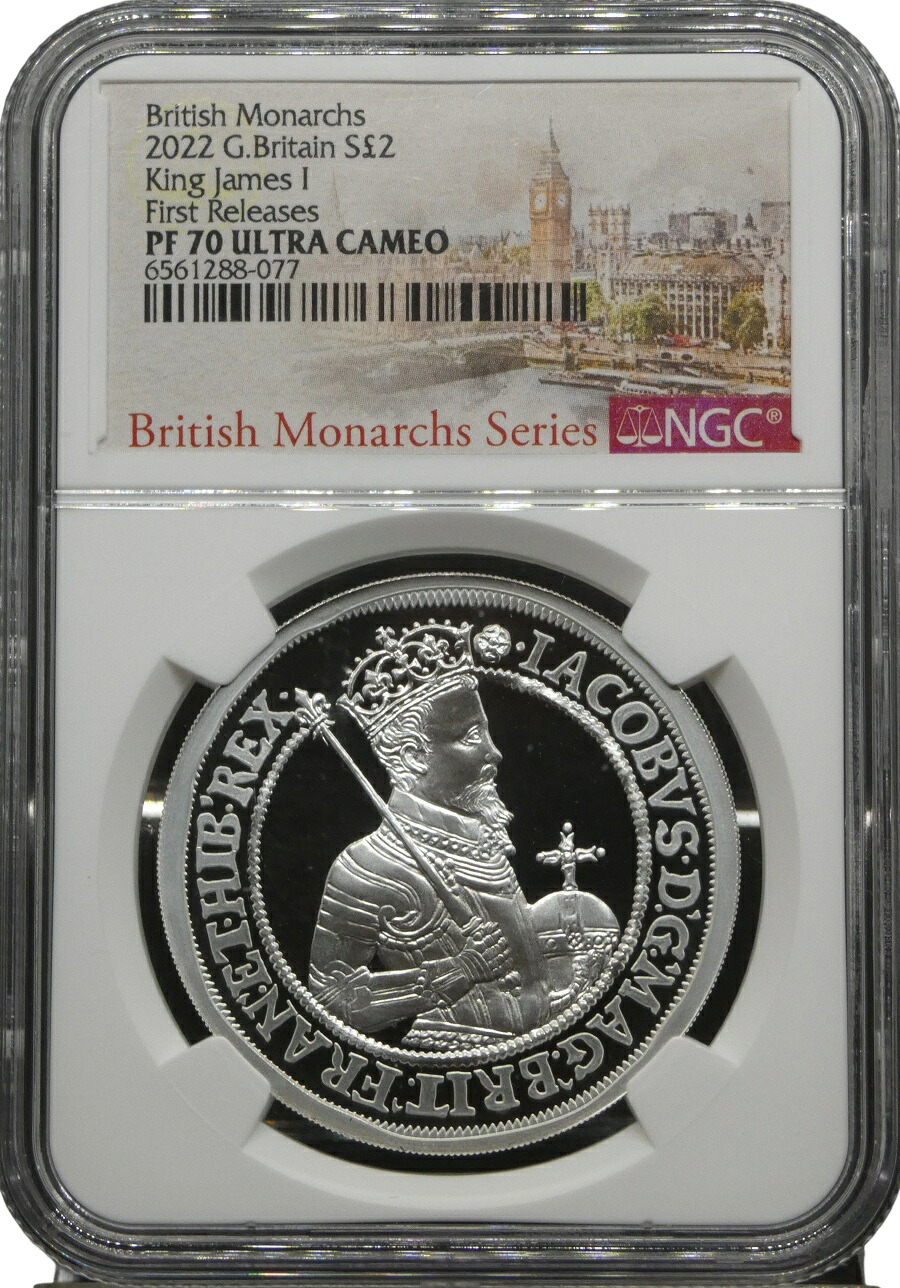 British Monarchs
2022 G.Britain S£2
King James I
First Releases
PF 70 ULTRA CAMEO
6561288-077
British Monarchs Series NGC®
·IACOBVS·D'G'MAG'BRIT'FRAN'ET·HIB'REX·